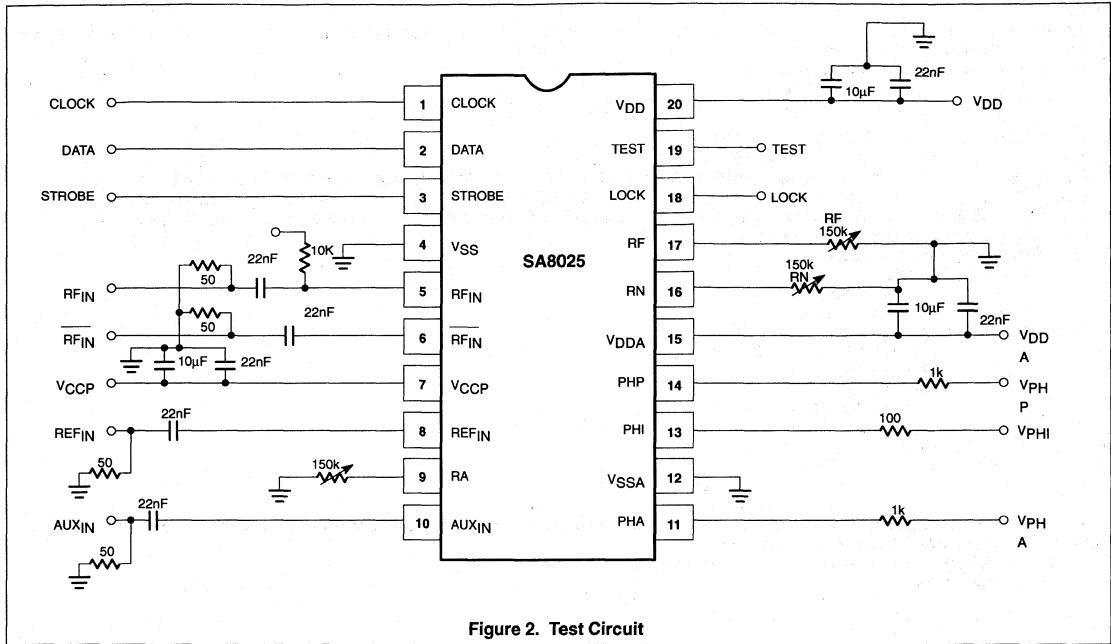 CLOCK
DATA
STROBE
10K
22nF
50
RFIN
22nF
50
RFIN
10µF
22nF
VCCP
22nF
REFIN
50
150k
22nF
AUXIN
50
1 CLOCK
2 DATA
3 STROBE
4 VSS
5 RFIN
6 RFIN
7 VCCP
8 REFIN
9 RA
10 AUXIN
SA8025
VDD 20
TEST 19
LOCK 18
RF 17
RN 16
VDDA 15
PHP 14
PHI 13
VSSA 12
PHA 11
10µF
22nF
VDD
TEST
LOCK
RF
150k
150k
RN
10µF
22nF
VDD
A
1k
VPH
P
100
VPHI
1k
VPH
A
Figure 2. Test Circuit